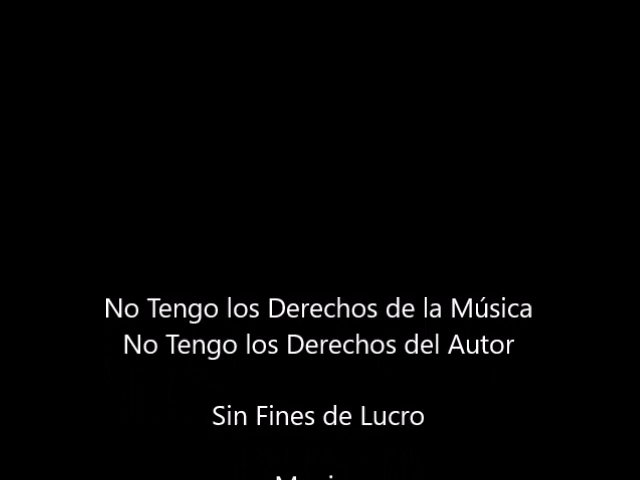 No Tengo los Derechos de la Música
No Tengo los Derechos del Autor
Sin Fines de Lucro